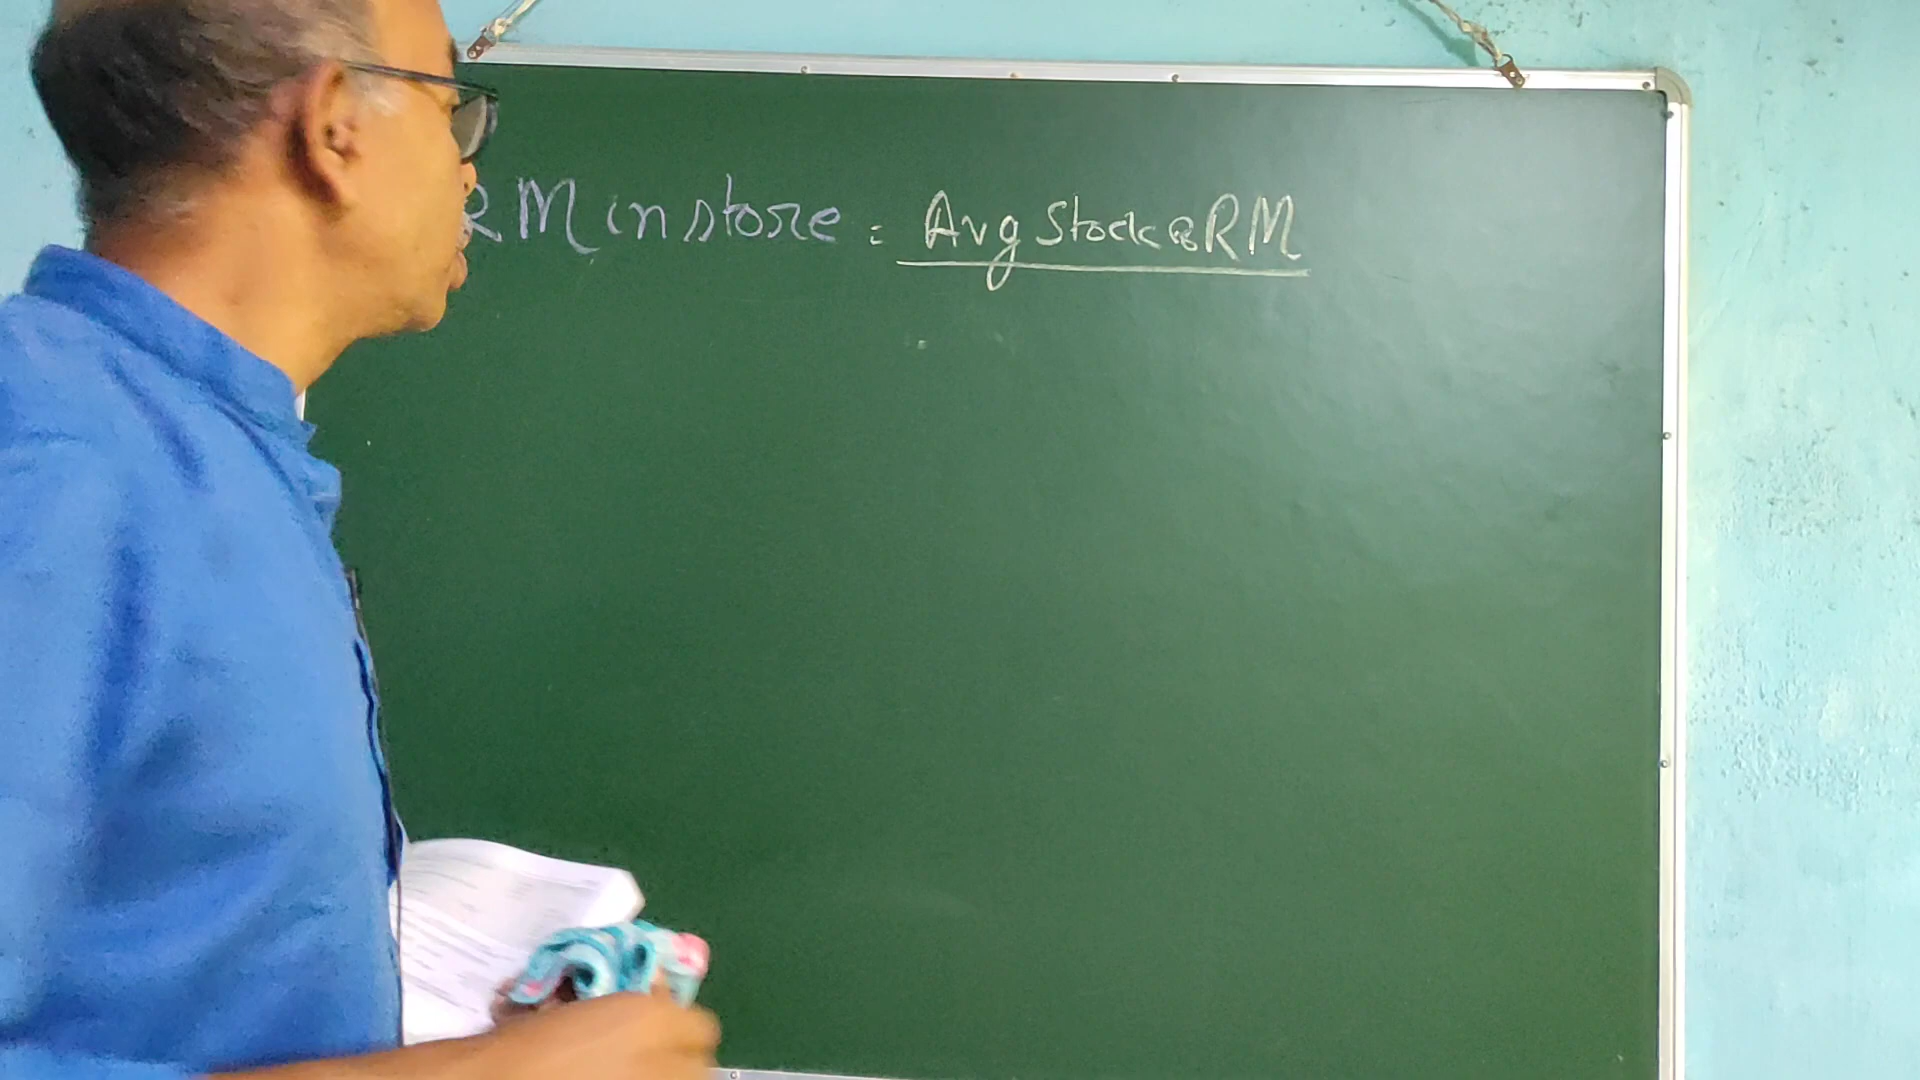 RM in store = Avg Stock of RM